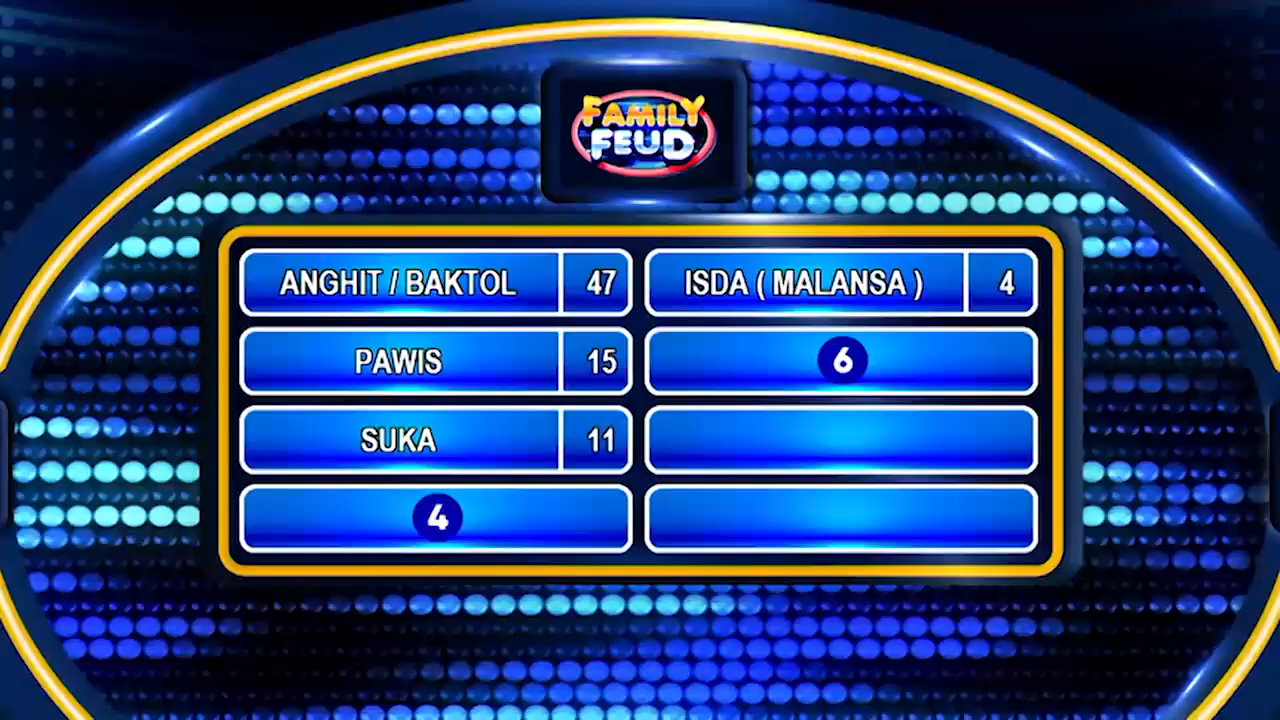 FAMILY
FEUD
ANGHIT / BAKTOL 47
PAWIS 15
SUKA 11
4
ISDA ( MALANSA ) 4
6